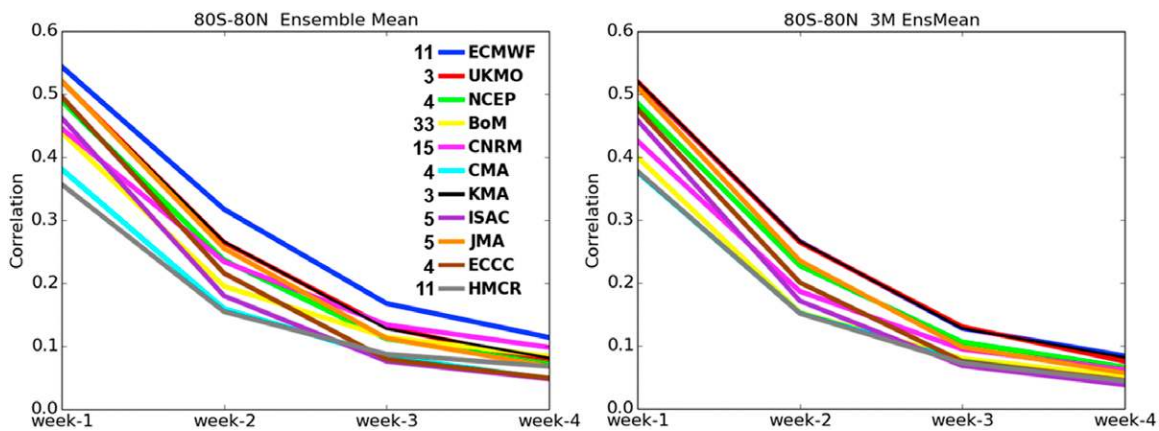 80S-80N Ensemble Mean
0.6
0.5
0.4
0.3
0.2
0.1
0.0
Correlation
week-1 week-2 week-3 week-4
11 ECMWF
3 UKMO
4 NCEP
33 BoM
15 CNRM
4 CMA
3 KMA
5 ISAC
5 JMA
4 ECCC
11 HMCR
80S-80N 3M EnsMean
0.6
0.5
0.4
0.3
0.2
0.1
0.0
Correlation
week-1 week-2 week-3 week-4